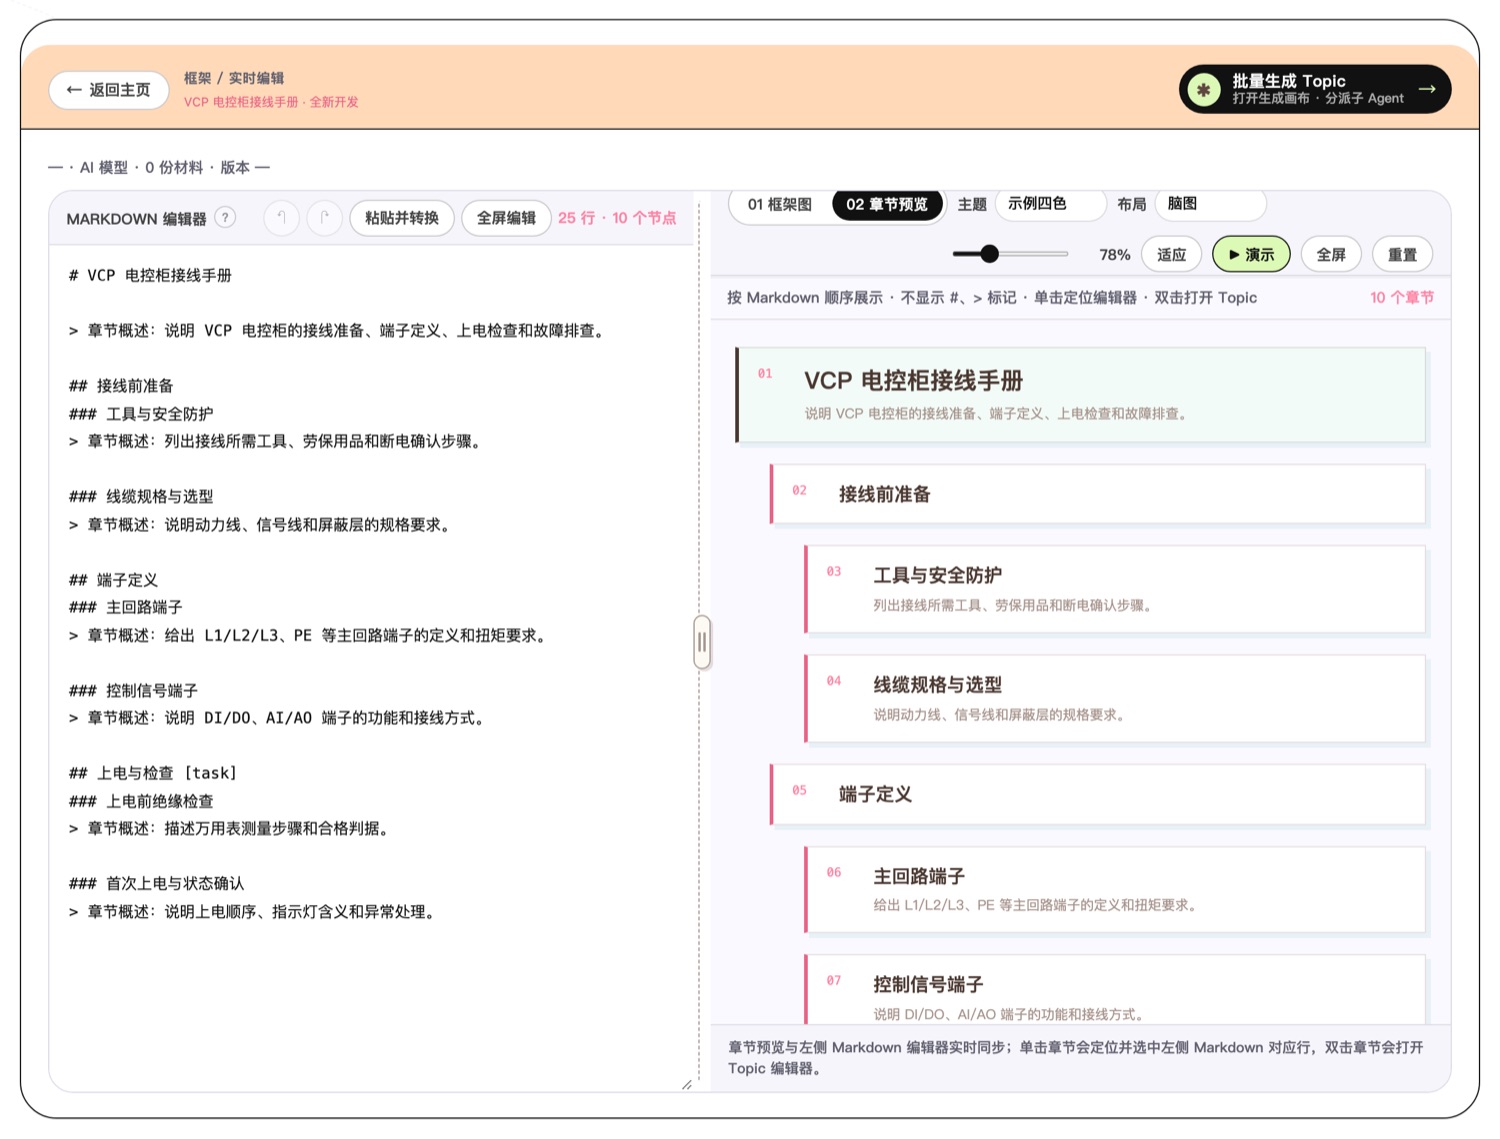 ← 返回主页
框架 / 实时编辑
VCP 电控柜接线手册 · 全新开发
批量生成 Topic
打开生成画布 · 分派子 Agent
→
— · AI 模型 · 0 份材料 · 版本 —
MARKDOWN 编辑器 ?
粘贴并转换
全屏编辑
25 行 · 10 个节点
# VCP 电控柜接线手册
> 章节概述：说明 VCP 电控柜的接线准备、端子定义、上电检查和故障排查。
## 接线前准备
### 工具与安全防护
> 章节概述：列出接线所需工具、劳保用品和断电确认步骤。
### 线缆规格与选型
> 章节概述：说明动力线、信号线和屏蔽层的规格要求。
## 端子定义
### 主回路端子
> 章节概述：给出 L1/L2/L3、PE 等主回路端子的定义和扭矩要求。
### 控制信号端子
> 章节概述：说明 DI/DO、AI/AO 端子的功能和接线方式。
## 上电与检查 [task]
### 上电前绝缘检查
> 章节概述：描述万用表测量步骤和合格判据。
### 首次上电与状态确认
> 章节概述：说明上电顺序、指示灯含义和异常处理。
01 框架图
02 章节预览
主题
示例四色
布局
脑图
78%
适应
▶ 演示
全屏
重置
按 Markdown 顺序展示 · 不显示 #、> 标记 · 单击定位编辑器 · 双击打开 Topic
10 个章节
01
VCP 电控柜接线手册
说明 VCP 电控柜的接线准备、端子定义、上电检查和故障排查。
02
接线前准备
03
工具与安全防护
列出接线所需工具、劳保用品和断电确认步骤。
04
线缆规格与选型
说明动力线、信号线和屏蔽层的规格要求。
05
端子定义
06
主回路端子
给出 L1/L2/L3、PE 等主回路端子的定义和扭矩要求。
07
控制信号端子
说明 DI/DO、AI/AO 端子的功能和接线方式。
章节预览与左侧 Markdown 编辑器实时同步；单击章节会定位并选中左侧 Markdown 对应行，双击章节会打开
Topic 编辑器。